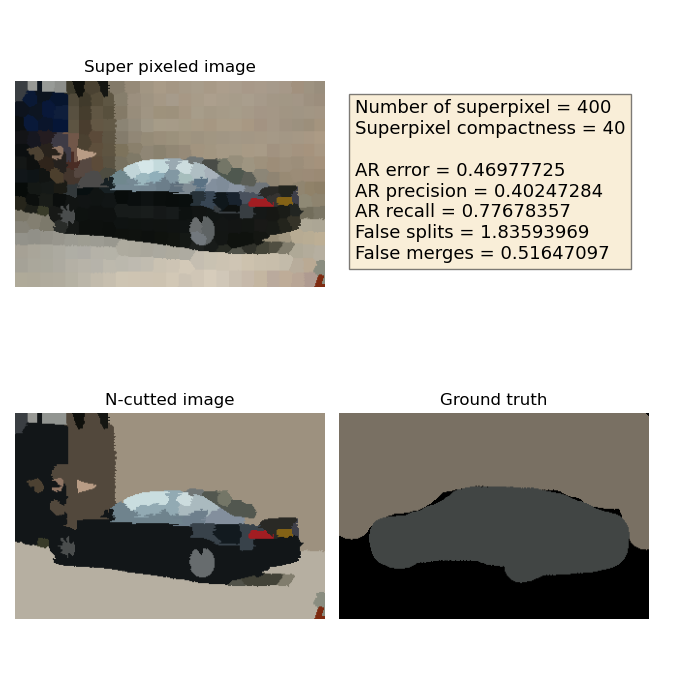 Super pixeled image
Number of superpixel = 400
Superpixel compactness = 40
AR error = 0.46977725
AR precision = 0.40247284
AR recall = 0.77678357
False splits = 1.83593969
False merges = 0.51647097
N-cutted image
Ground truth